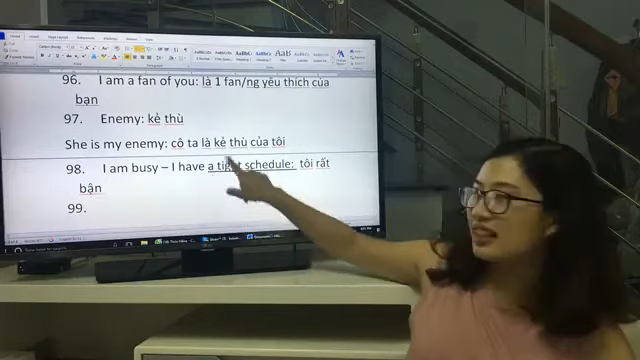 96. I am a fan of you: là 1 fan/ng yêu thích của
bạn
97. Enemy: kẻ thù
She is my enemy: cô ta là kẻ thù của tôi
98. I am busy – I have a tight schedule: tôi rất
bận
99.